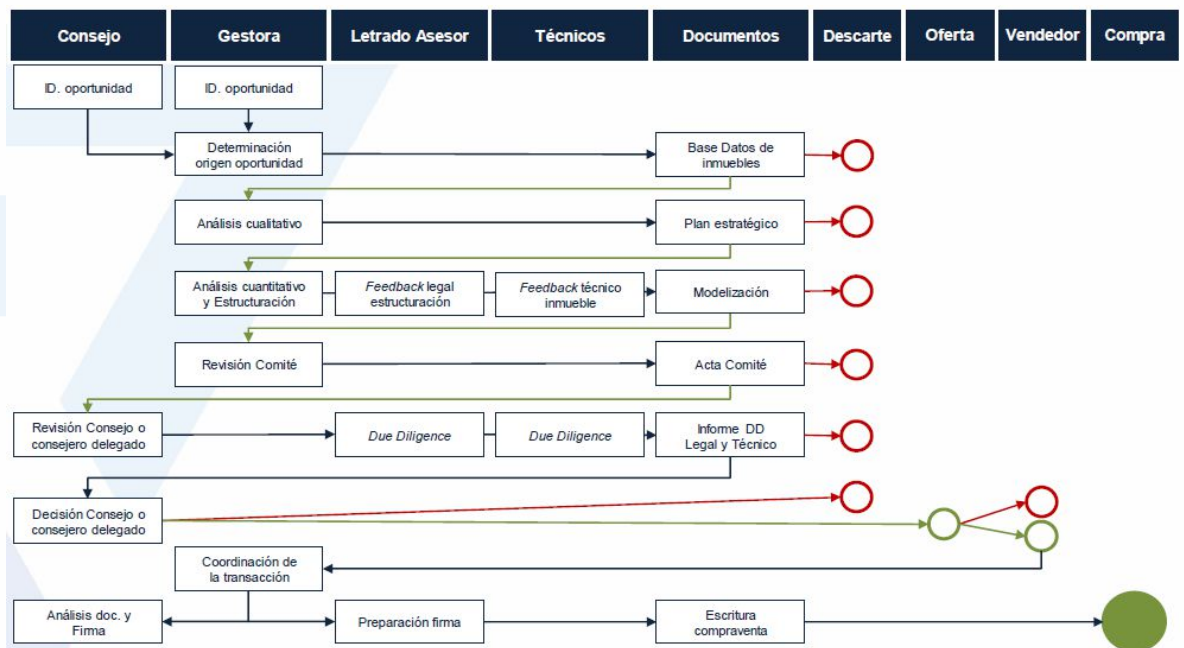 Consejo Gestora Letrado Asesor Técnicos Documentos Descarte Oferta Vendedor Compra
ID. oportunidad
ID. oportunidad
Determinación
origen oportunidad
Base Datos de
inmuebles
Análisis cualitativo
Plan estratégico
Análisis cuantitativo
y Estructuración
Feedback legal
estructuración
Feedback técnico
inmueble
Modelización
Revisión Comité
Acta Comité
Revisión Consejo o
consejero delegado
Due Diligence
Due Diligence
Informe DD
Legal y Técnico
Decisión Consejo o
consejero delegado
Coordinación de
la transacción
Análisis doc. y
Firma
Preparación firma
Escritura
compraventa